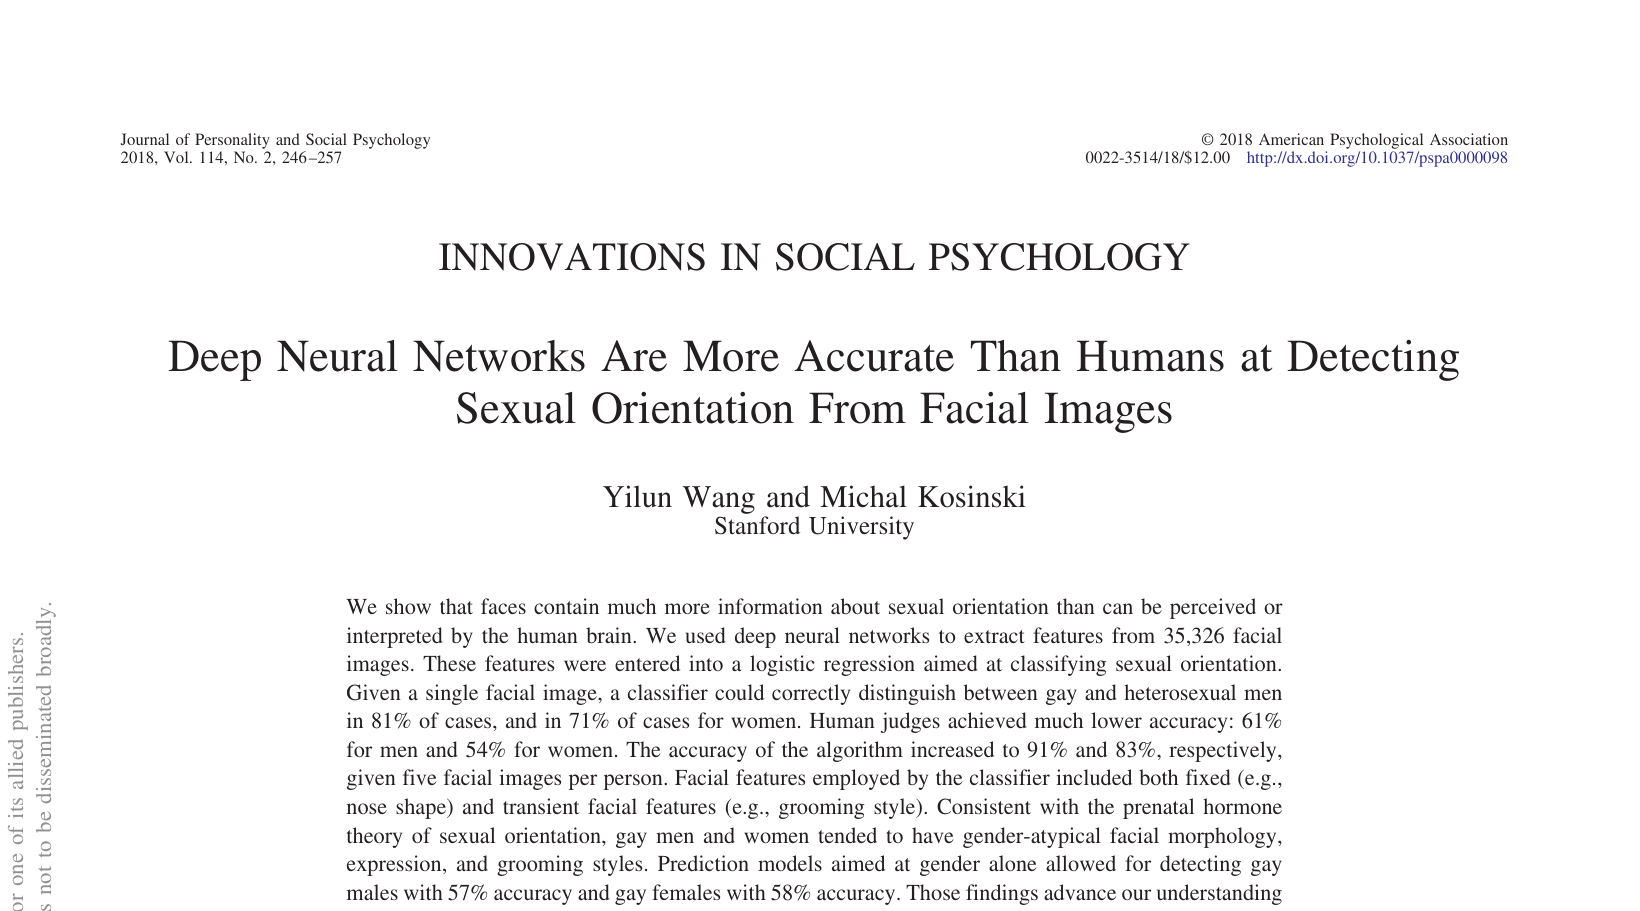 Journal of Personality and Social Psychology
2018, Vol. 114, No. 2, 246–257
© 2018 American Psychological Association
0022-3514/18/$12.00 http://dx.doi.org/10.1037/pspa0000098
INNOVATIONS IN SOCIAL PSYCHOLOGY
Deep Neural Networks Are More Accurate Than Humans at Detecting
Sexual Orientation From Facial Images
Yilun Wang and Michal Kosinski
Stanford University
We show that faces contain much more information about sexual orientation than can be perceived or
interpreted by the human brain. We used deep neural networks to extract features from 35,326 facial
images. These features were entered into a logistic regression aimed at classifying sexual orientation.
Given a single facial image, a classifier could correctly distinguish between gay and heterosexual men
in 81% of cases, and in 71% of cases for women. Human judges achieved much lower accuracy: 61%
for men and 54% for women. The accuracy of the algorithm increased to 91% and 83%, respectively,
given five facial images per person. Facial features employed by the classifier included both fixed (e.g.,
nose shape) and transient facial features (e.g., grooming style). Consistent with the prenatal hormone
theory of sexual orientation, gay men and women tended to have gender-atypical facial morphology,
expression, and grooming styles. Prediction models aimed at gender alone allowed for detecting gay
males with 57% accuracy and gay females with 58% accuracy. Those findings advance our understanding
or one of its allied publishers.
s not to be disseminated broadly.